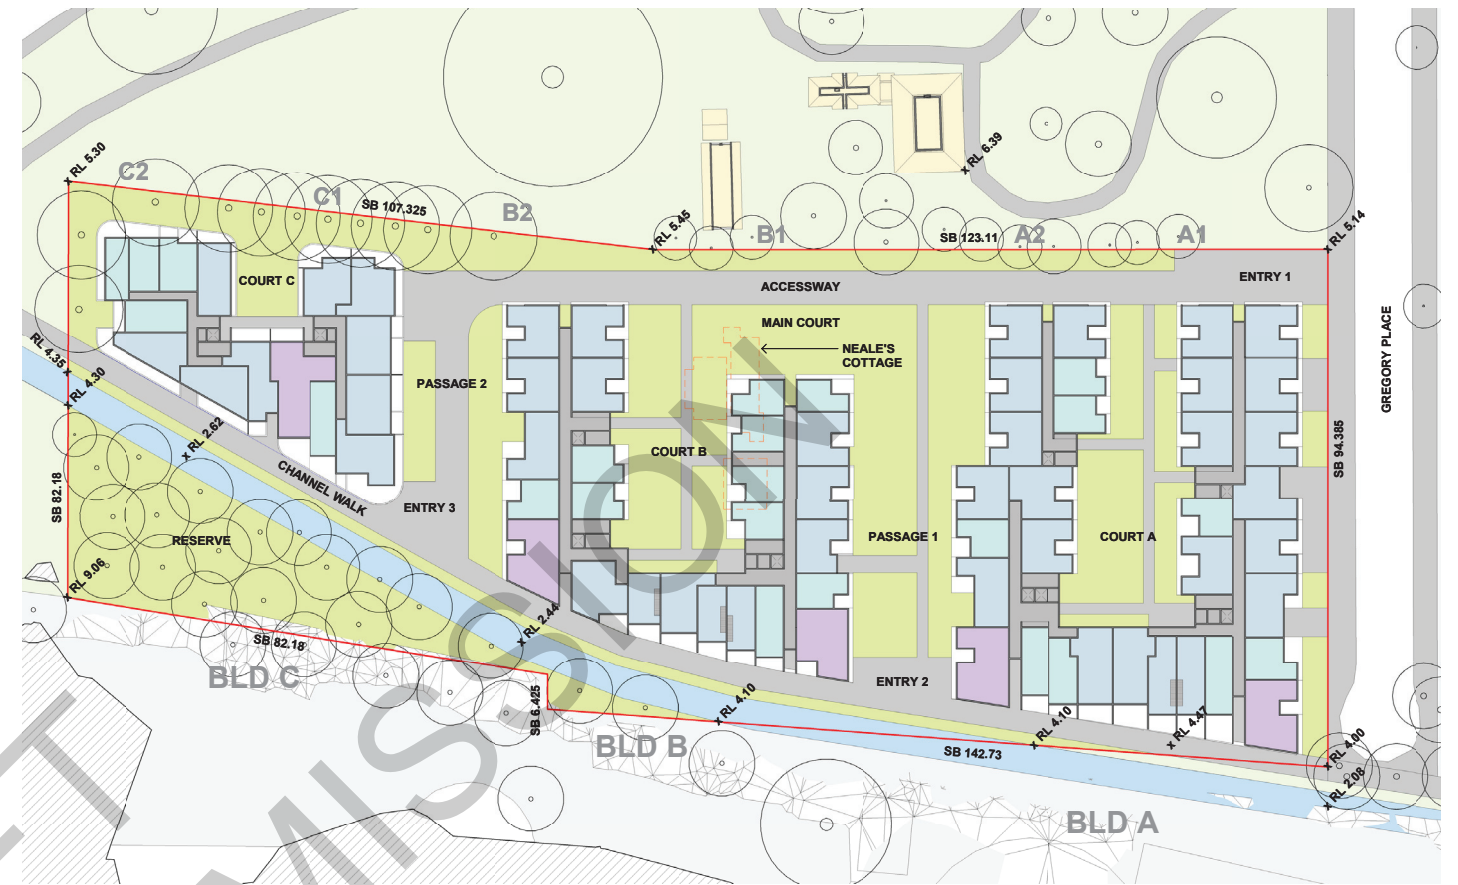 RL 5.30
C2
C1
SB 107.325
B2
RL 5.45
B1
RL 6.39
SB 123.11
A2
A1
RL 5.14
COURT C
ACCESSWAY
ENTRY 1
MAIN COURT
NEALE'S
COTTAGE
GREGORY PLACE
RL 4.35
RL 4.30
PASSAGE 2
RL 2.62
COURT B
SB 94.385
CHANNEL WALK
ENTRY 3
SB 82.18
RESERVE
PASSAGE 1
COURT A
RL 9.06
RL 2.44
SB 82.18
BLD C
ENTRY 2
SB 6.425
RL 4.10
RL 4.10
RL 4.47
BLD B
SB 142.73
RL 4.00
RL 2.08
BLD A
MISSION